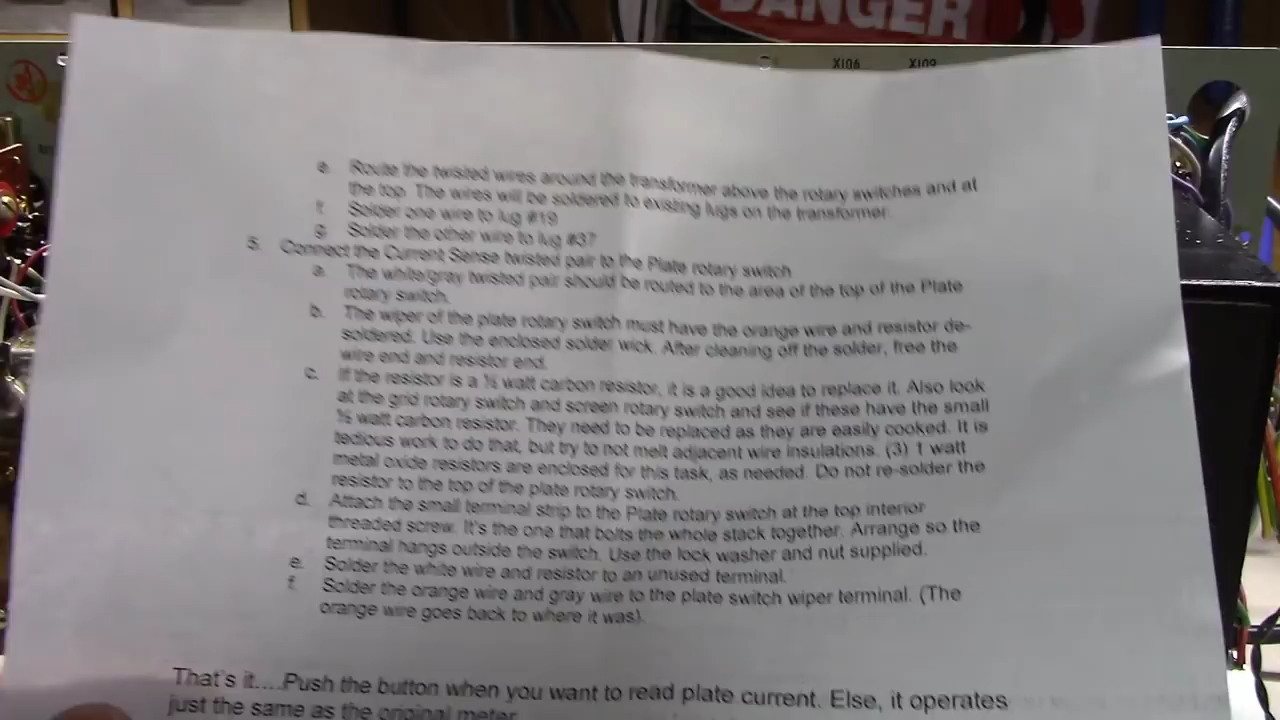 DANGER
X106 X109
e. Route the twisted wires around the transformer above the rotary switches and at
the top. The wires will be soldered to existing lugs on the transformer.
f. Solder one wire to lug #19
g. Solder the other wire to lug #37
5. Connect the Current Sense twisted pair to the Plate rotary switch
a. The white/gray twisted pair should be routed to the area of the top of the Plate
rotary switch.
b. The wiper of the plate rotary switch must have the orange wire and resistor de-
soldered. Use the enclosed solder wick. After cleaning off the solder, free the
wire end and resistor end.
c. If the resistor is a ½ watt carbon resistor, it is a good idea to replace it. Also look
at the grid rotary switch and screen rotary switch and see if these have the small
½ watt carbon resistor. They need to be replaced as they are easily cooked. It is
tedious work to do that, but try to not melt adjacent wire insulations. (3) 1 watt
metal oxide resistors are enclosed for this task, as needed. Do not re-solder the
resistor to the top of the plate rotary switch.
d. Attach the small terminal strip to the Plate rotary switch at the top interior
threaded screw. It's the one that bolts the whole stack together. Arrange so the
terminal hangs outside the switch. Use the lock washer and nut supplied.
e. Solder the white wire and resistor to an unused terminal.
f. Solder the orange wire and gray wire to the plate switch wiper terminal. (The
orange wire goes back to where it was).
That's it....Push the button when you want to read plate current. Else, it operates
just the same as the original meter